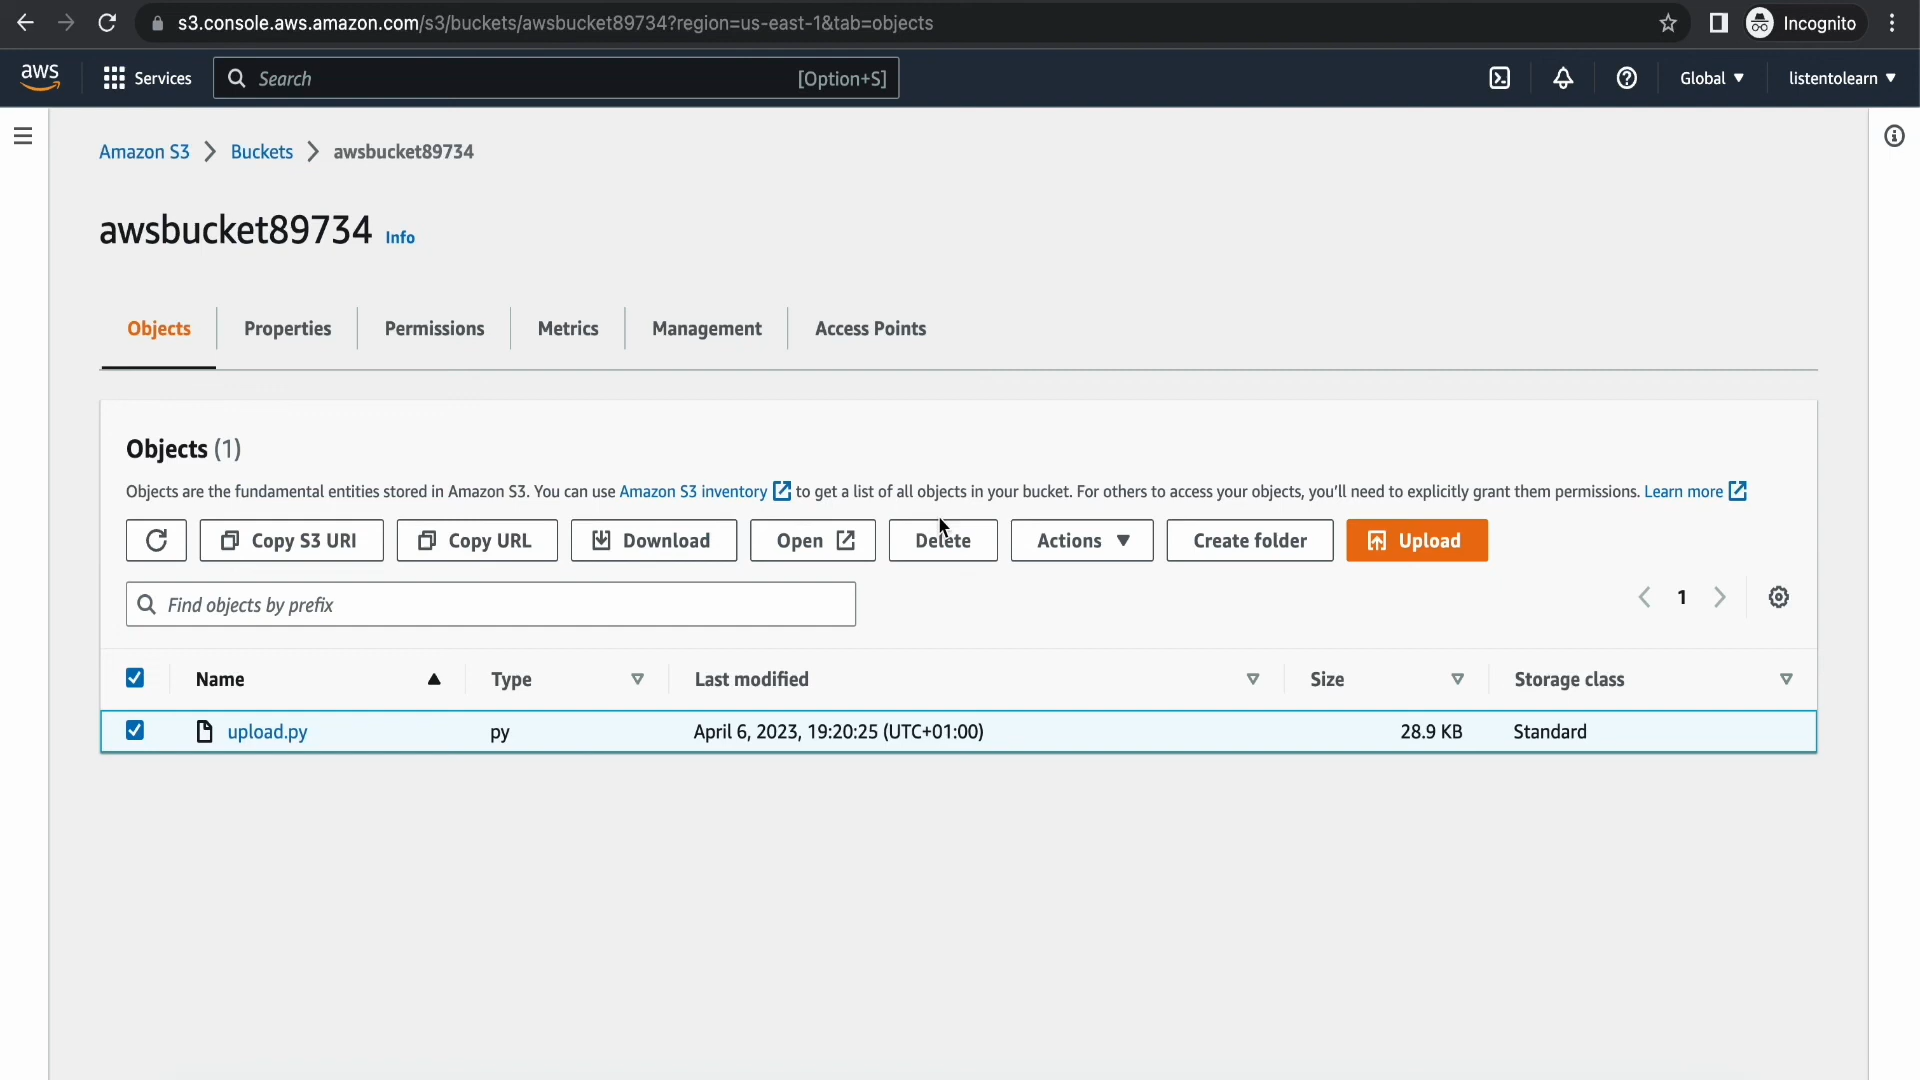 s3.console.aws.amazon.com/s3/buckets/awsbucket89734?region=us-east-1&tab=objects Incognito
aws Services Search [Option+S] Global listentolearn
Amazon S3 Buckets awsbucket89734
awsbucket89734 Info
Objects Properties Permissions Metrics Management Access Points
Objects (1)
Objects are the fundamental entities stored in Amazon S3. You can use Amazon S3 inventory to get a list of all objects in your bucket. For others to access your objects, you'll need to explicitly grant them permissions. Learn more
Copy S3 URI Copy URL Download Open Delete Actions Create folder Upload
Find objects by prefix 1
Name Type Last modified Size Storage class
upload.py py April 6, 2023, 19:20:25 (UTC+01:00) 28.9 KB Standard